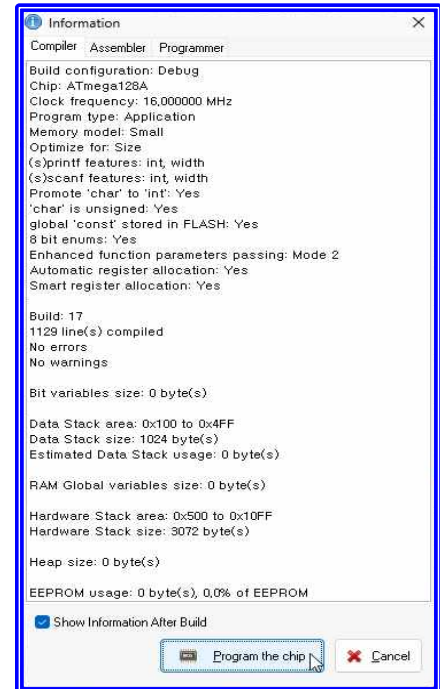 Information
Compiler Assembler Programmer
Build configuration: Debug
Chip: ATmega128A
Clock frequency: 16,000000 MHz
Program type: Application
Memory model: Small
Optimize for: Size
(s)printf features: int, width
(s)scanf features: int, width
Promote 'char' to 'int': Yes
'char' is unsigned: Yes
global 'const' stored in FLASH: Yes
8 bit enums: Yes
Enhanced function parameters passing: Mode 2
Automatic register allocation: Yes
Smart register allocation: Yes
Build: 17
1129 line(s) compiled
No errors
No warnings
Bit variables size: 0 byte(s)
Data Stack area: 0x100 to 0x4FF
Data Stack size: 1024 byte(s)
Estimated Data Stack usage: 0 byte(s)
RAM Global variables size: 0 byte(s)
Hardware Stack area: 0x500 to 0x10FF
Hardware Stack size: 3072 byte(s)
Heap size: 0 byte(s)
EEPROM usage: 0 byte(s), 0,0% of EEPROM
Show Information After Build
Program the chip Cancel